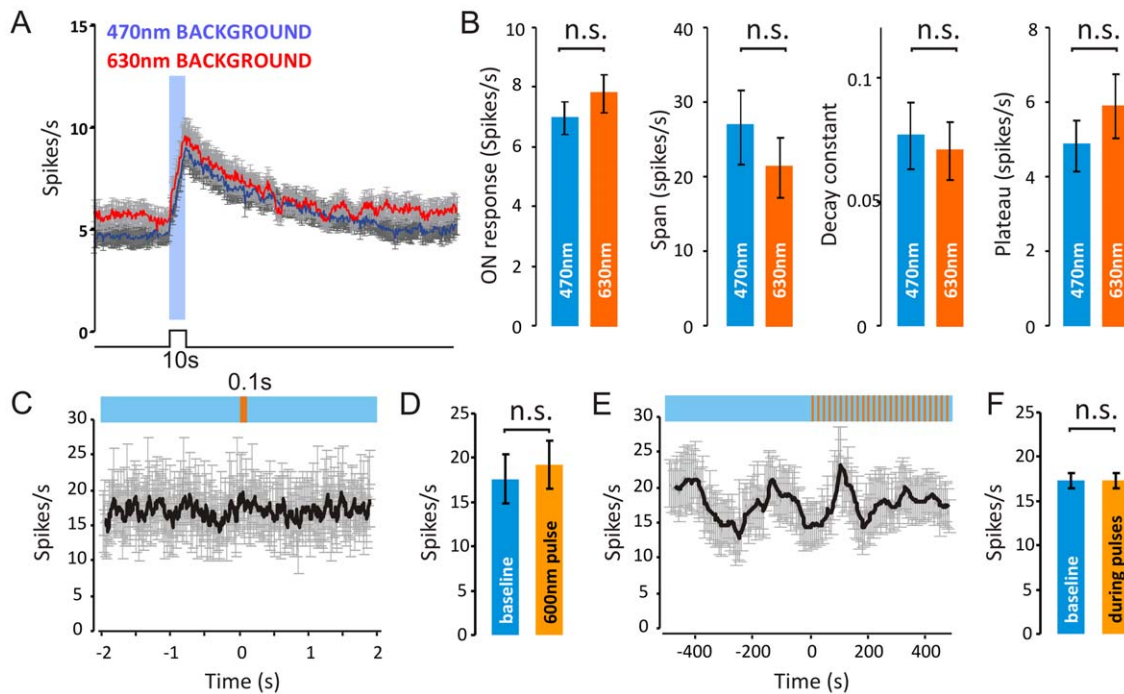 A
470nm BACKGROUND
630nm BACKGROUND
Spikes/s
15
10
5
0
10s
B
n.s.
ON response (Spikes/s)
10
8
6
4
2
0
470nm
630nm
n.s.
Span (spikes/s)
40
30
20
10
0
470nm
630nm
n.s.
Decay constant
0.1
0.05
0
470nm
630nm
n.s.
Plateau (spikes/s)
8
6
4
2
0
470nm
630nm
C
0.1s
Spikes/s
30
25
20
15
10
5
0
-2
-1
0
1
2
Time (s)
D
n.s.
Spikes/s
25
20
15
10
5
0
baseline
600nm pulse
E
Spikes/s
30
25
20
15
10
5
0
-400
-200
0
200
400
Time (s)
F
n.s.
Spikes/s
25
20
15
10
5
0
baseline
during pulses